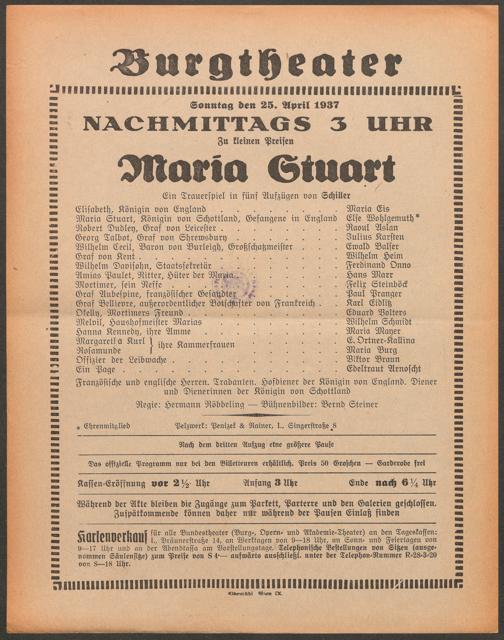 Burgtheater
Sonntag den 25. April 1937
NACHMITTAGS 3 UHR
Zu kleinen Preisen
Maria Stuart
Ein Trauerspiel in fünf Aufzügen von Schiller
Elisabeth, Königin von England . . . . . Maria Eis
Maria Stuart, Königin von Schottland, Gefangene in England Else Wohlgemuth*
Robert Dudley, Graf von Leicester . . . . . Raoul Aslan
Georg Talbot, Graf von Shrewsbury . . . . . Julius Karsten
Wilhelm Cecil, Baron von Burleigh, Großschatzmeister . . Ewald Balser
Graf von Kent . . . . . Wilhelm Heim
Wilhelm Davison, Staatssekretär . . . . . Ferdinand Onno
Amias Paulet, Ritter, Hüter der Maria . . . . . Hans Marr
Mortimer, sein Neffe . . . . . Felix Steinböck
Graf Aubespine, französischer Gesandter . . . . . Paul Pranger
Graf Bellievre, außerordentlicher Botschafter von Frankreich . Karl Eidlitz
Okelly, Mortimers Freund . . . . . Eduard Volters
Melvil, Haushofmeister Marias . . . . . Wilhelm Schmidt
Hanna Kennedy, ihre Amme . . . . . Maria Mayer
Margareta Kurl } ihre Kammerfrauen . . . . . E. Ortner-Kallina
Rosamunde . . . . . Maria Burg
Offizier der Leibwache . . . . . Viktor Braun
Ein Page . . . . . Edeltraut Arnoscht
Französische und englische Herren. Trabanten. Hofdiener der Königin von England. Diener
und Dienerinnen der Königin von Schottland
Regie: Hermann Röbbeling — Bühnenbilder: Bernd Steiner
* Ehrenmitglied Pelzwerk: Penizek & Rainer, I., Singerstraße 8
Nach dem dritten Aufzug eine größere Pause
Das offizielle Programm nur bei den Billetteuren erhältlich. Preis 50 Groschen — Garderobe frei
Kassen-Eröffnung vor 2½ Uhr Anfang 3 Uhr Ende nach 6¼ Uhr
Während der Akte bleiben die Zugänge zum Parkett, Parterre und den Galerien geschlossen.
Zuspätkommende können daher nur während der Pausen Einlaß finden
Kartenverkauf für alle Bundestheater (Burg-, Opern- und Akademie-Theater) an den Tageskassen:
I., Bräunerstraße 14, an Werktagen von 9—18 Uhr, an Sonn- und Feiertagen von
9—17 Uhr und an der Abendkassa am Vorstellungstage. Telephonische Bestellungen von Sitzen (ausge-
nommen Säulensitze) zum Preise von S 4·— aufwärts ausschließl. unter der Telephon-Nummer R-28-3-20
von 8—18 Uhr.
Elbemühl Wien IX.